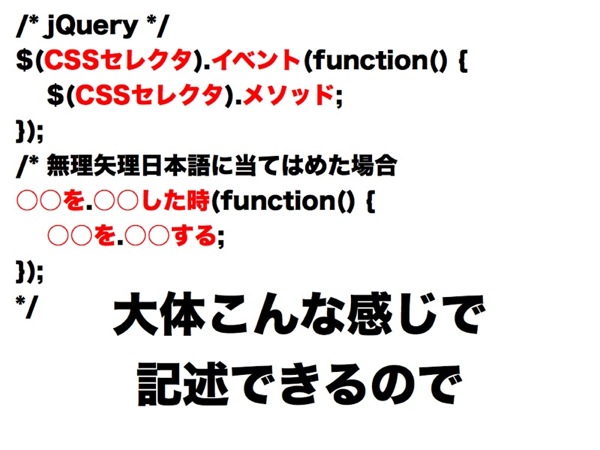 /* jQuery */
$(CSSセレクタ).イベント(function() {
$(CSSセレクタ).メソッド;
});
/* 無理矢理日本語に当てはめた場合
○○を.○○した時(function() {
○○を.○○する;
});
*/
大体こんな感じで
記述できるので